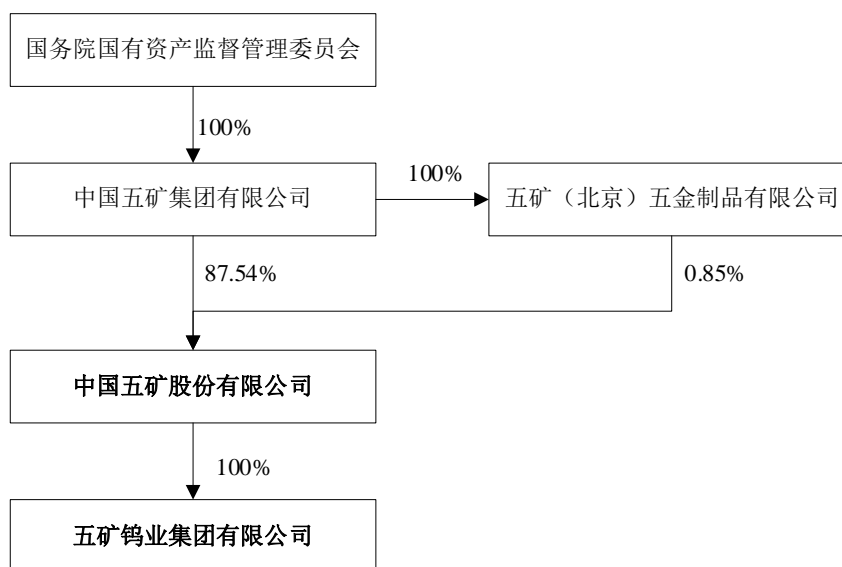 国务院国有资产监督管理委员会
100%
中国五矿集团有限公司
100%
五矿（北京）五金制品有限公司
87.54%
0.85%
中国五矿股份有限公司
100%
五矿钨业集团有限公司